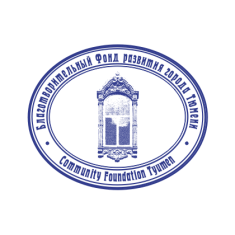 Благотворительный Фонд развития города Тюмени
Community Foundation Tyumen